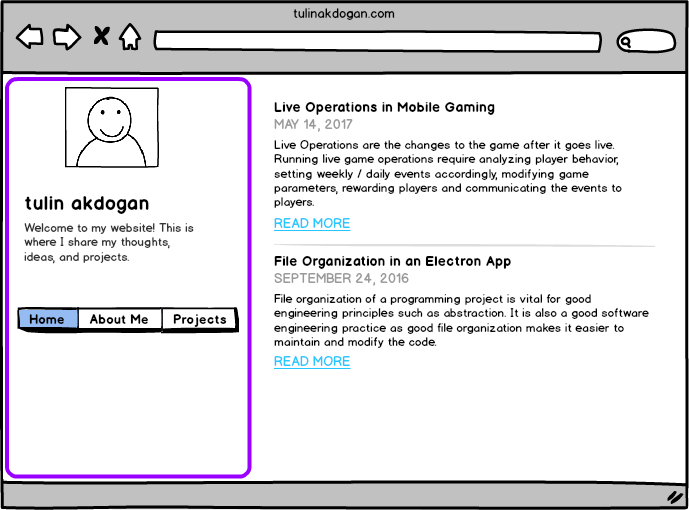 tulinakdogan.com
tulin akdogan
Welcome to my website! This is
where I share my thoughts,
ideas, and projects.
Home About Me Projects
Live Operations in Mobile Gaming
MAY 14, 2017
Live Operations are the changes to the game after it goes live.
Running live game operations require analyzing player behavior,
setting weekly / daily events accordingly, modifying game
parameters, rewarding players and communicating the events to
players.
READ MORE
File Organization in an Electron App
SEPTEMBER 24, 2016
File organization of a programming project is vital for good
engineering principles such as abstraction. It is also a good software
engineering practice as good file organization makes it easier to
maintain and modify the code.
READ MORE